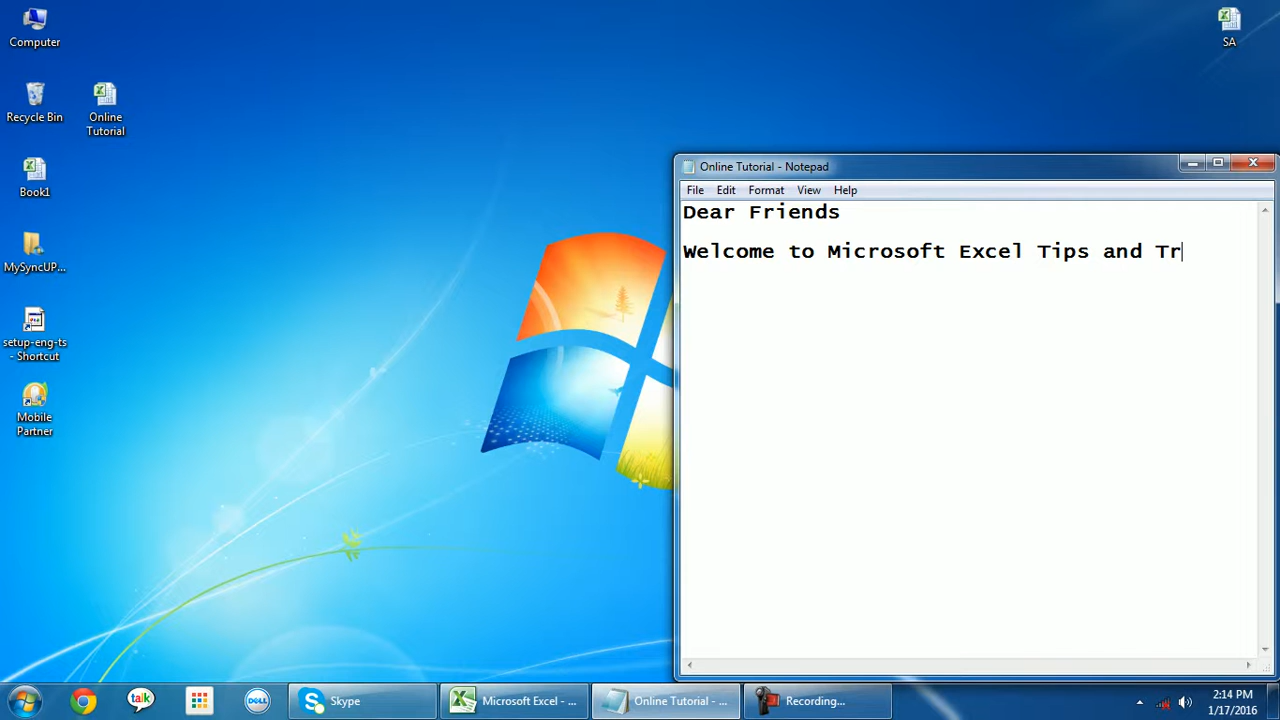 Computer
SA
Recycle Bin
Online
Tutorial
Book1
MySyncUP...
setup-eng-ts
- Shortcut
Mobile
Partner
Online Tutorial - Notepad
File Edit Format View Help
Dear Friends
Welcome to Microsoft Excel Tips and Tr
talk
DELL
Skype
Microsoft Excel - ...
Online Tutorial - ...
Recording...
2:14 PM
1/17/2016